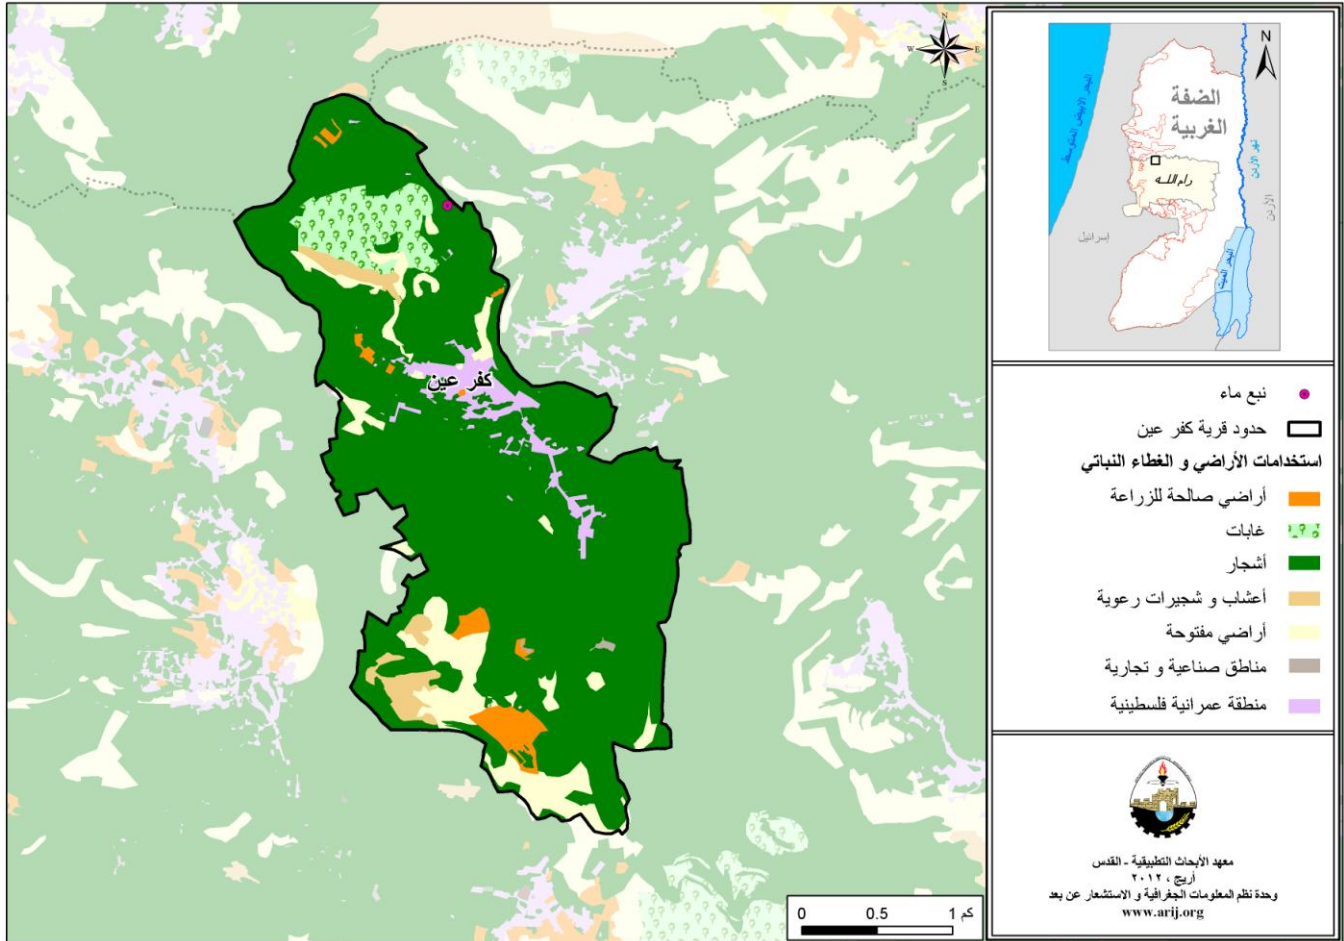 كفر عين
N
W
E
S
0
0.5
1 كم
N
البحر الأبيض المتوسط
الضفة
الغربية
نهر الأردن
رام الله
الأردن
إسرائيل
البحر الميت
نبع ماء
حدود قرية كفر عين
استخدامات الأراضي و الغطاء النباتي
أراضي صالحة للزراعة
غابات
أشجار
أعشاب و شجيرات رعوية
أراضي مفتوحة
مناطق صناعية و تجارية
منطقة عمرانية فلسطينية
معهد الأبحاث التطبيقية - القدس
أريج ، ٢٠١٢
وحدة نظم المعلومات الجغرافية و الاستشعار عن بعد
www.arij.org